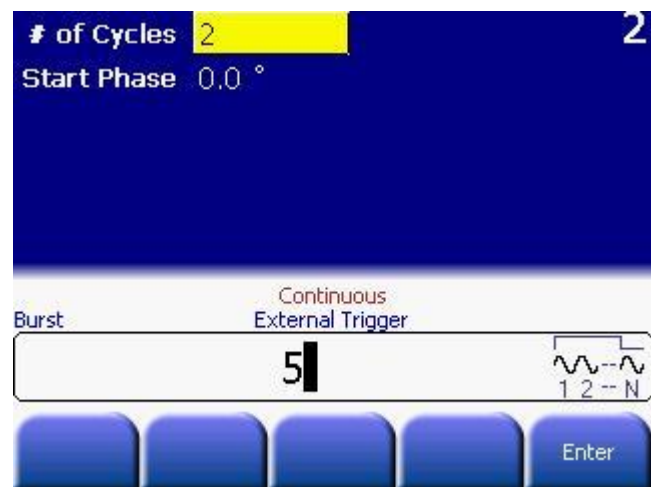 # of Cycles 2 2
Start Phase 0.0 °
Continuous
Burst External Trigger
5
1 2 -- N
Enter